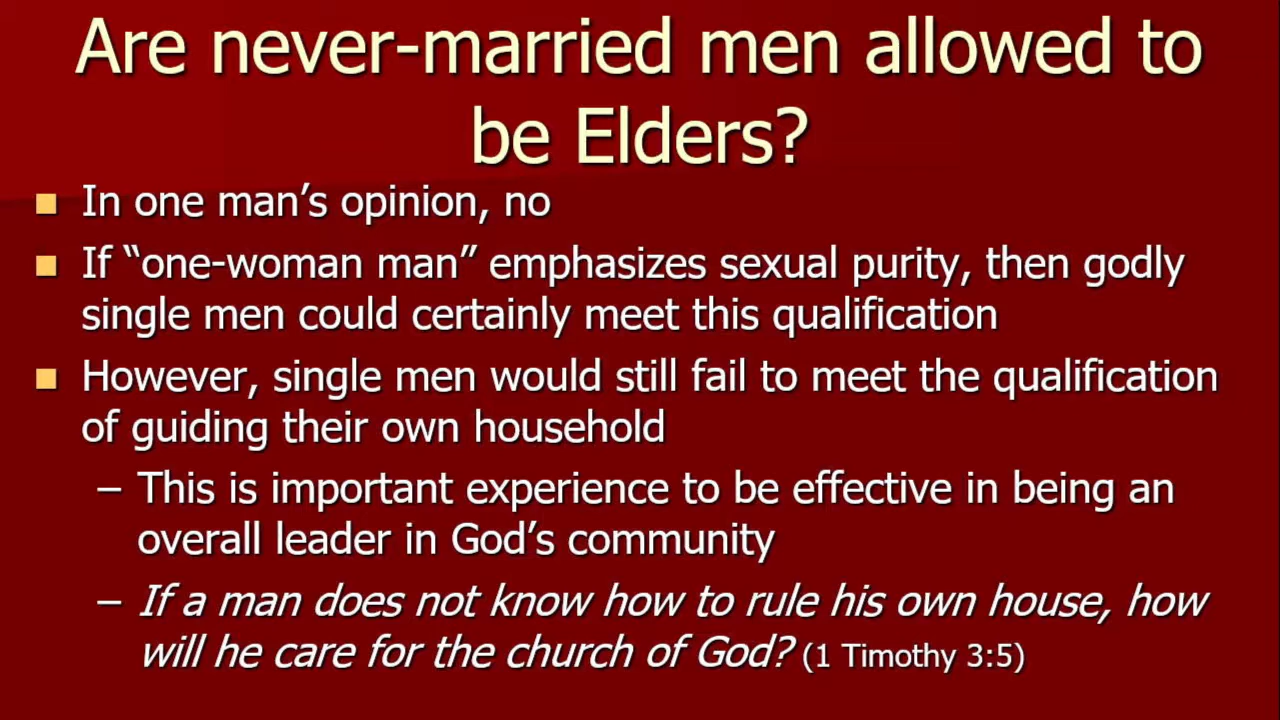 Are never-married men allowed to
be Elders?
■ In one man’s opinion, no
■ If “one-woman man” emphasizes sexual purity, then godly
single men could certainly meet this qualification
■ However, single men would still fail to meet the qualification
of guiding their own household
– This is important experience to be effective in being an
overall leader in God’s community
– If a man does not know how to rule his own house, how
will he care for the church of God? (1 Timothy 3:5)